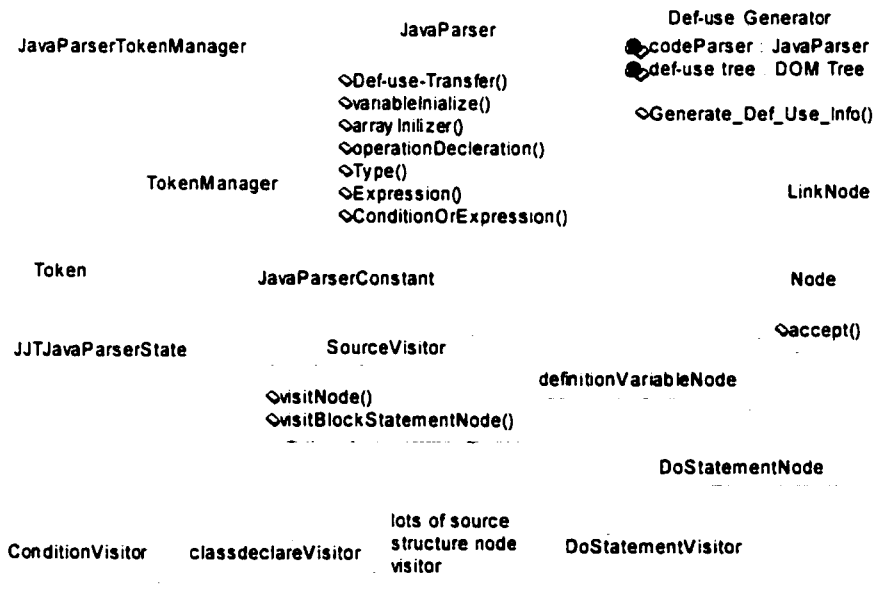 JavaParserTokenManager
JavaParser
Def-use-Transfer()
variableInialize()
array Inilizer()
operationDecleration()
Type()
Expression()
ConditionOrExpression()
Def-use Generator
codeParser : JavaParser
def-use tree : DOM Tree
Generate_Def_Use_Info()
TokenManager
LinkNode
Token
JavaParserConstant
Node
accept()
JJTJavaParserState
SourceVisitor
visitNode()
visitBlockStatementNode()
definitionVariableNode
DoStatementNode
ConditionVisitor
classdeclareVisitor
lots of source
structure node
visitor
DoStatementVisitor